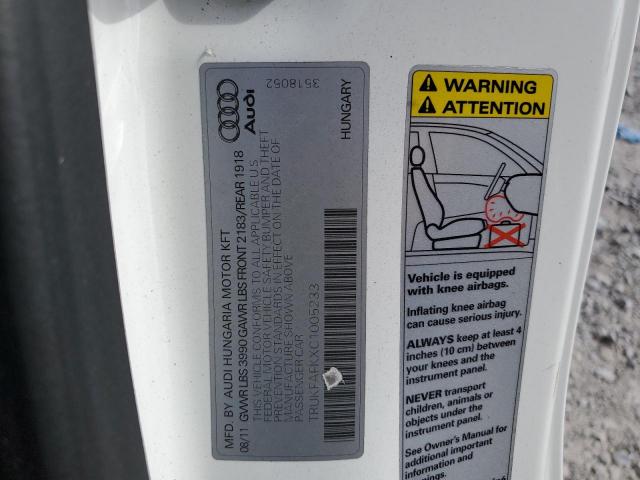 Audi
3518052
HUNGARY
MFD. BY AUDI HUNGARIA MOTOR KFT
08/11 GVWR LBS 3990 GAWR LBS FRONT 2183/REAR 1918
THIS VEHICLE CONFORMS TO ALL APPLICABLE U.S.
FEDERAL MOTOR VEHICLE SAFETY BUMPER AND THEFT
PREVENTION STANDARDS IN EFFECT ON THE DATE OF
MANUFACTURE SHOWN ABOVE
PASSENGER CAR
WARNING
ATTENTION
Vehicle is equipped
with knee airbags.
Inflating knee airbag
can cause serious injury.
ALWAYS keep at least 4
inches (10 cm) between
your knees and the
instrument panel.
NEVER transport
children, animals or
objects under the
instrument panel.
See Owner's Manual for
additional important
information and